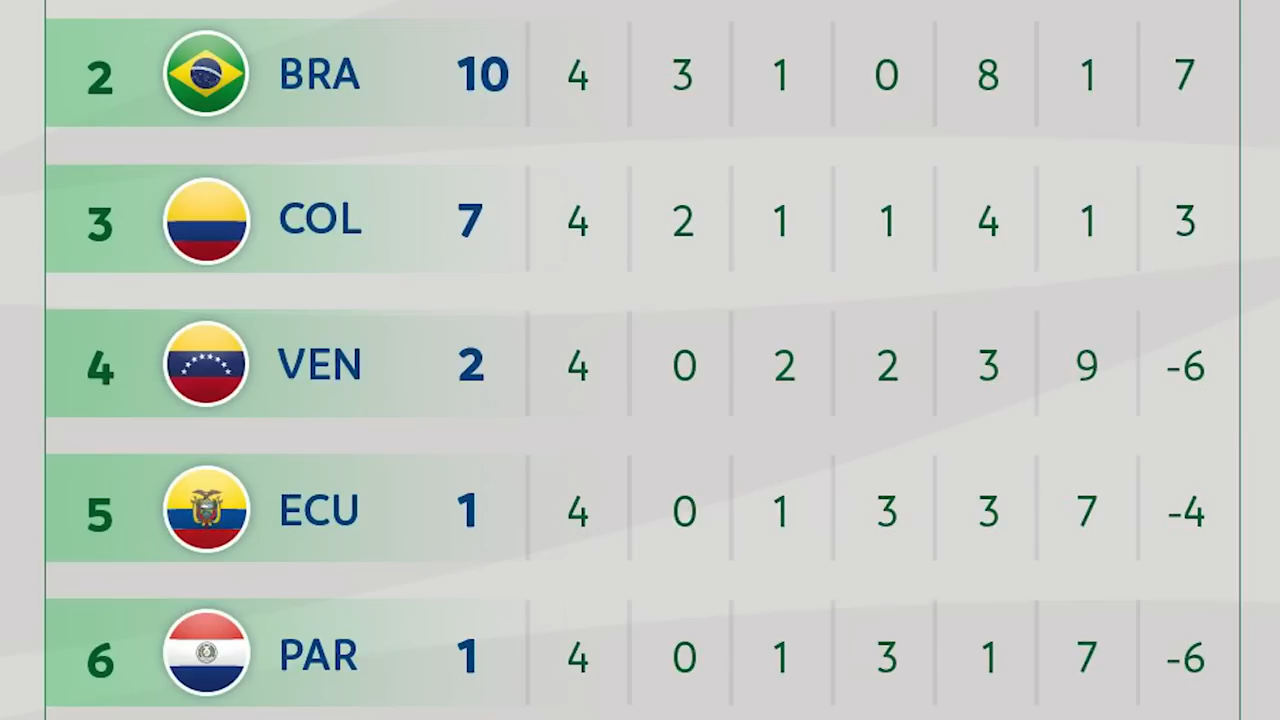 2 BRA 10 4 3 1 0 8 1 7
3 COL 7 4 2 1 1 4 1 3
4 VEN 2 4 0 2 2 3 9 -6
5 ECU 1 4 0 1 3 3 7 -4
6 PAR 1 4 0 1 3 1 7 -6